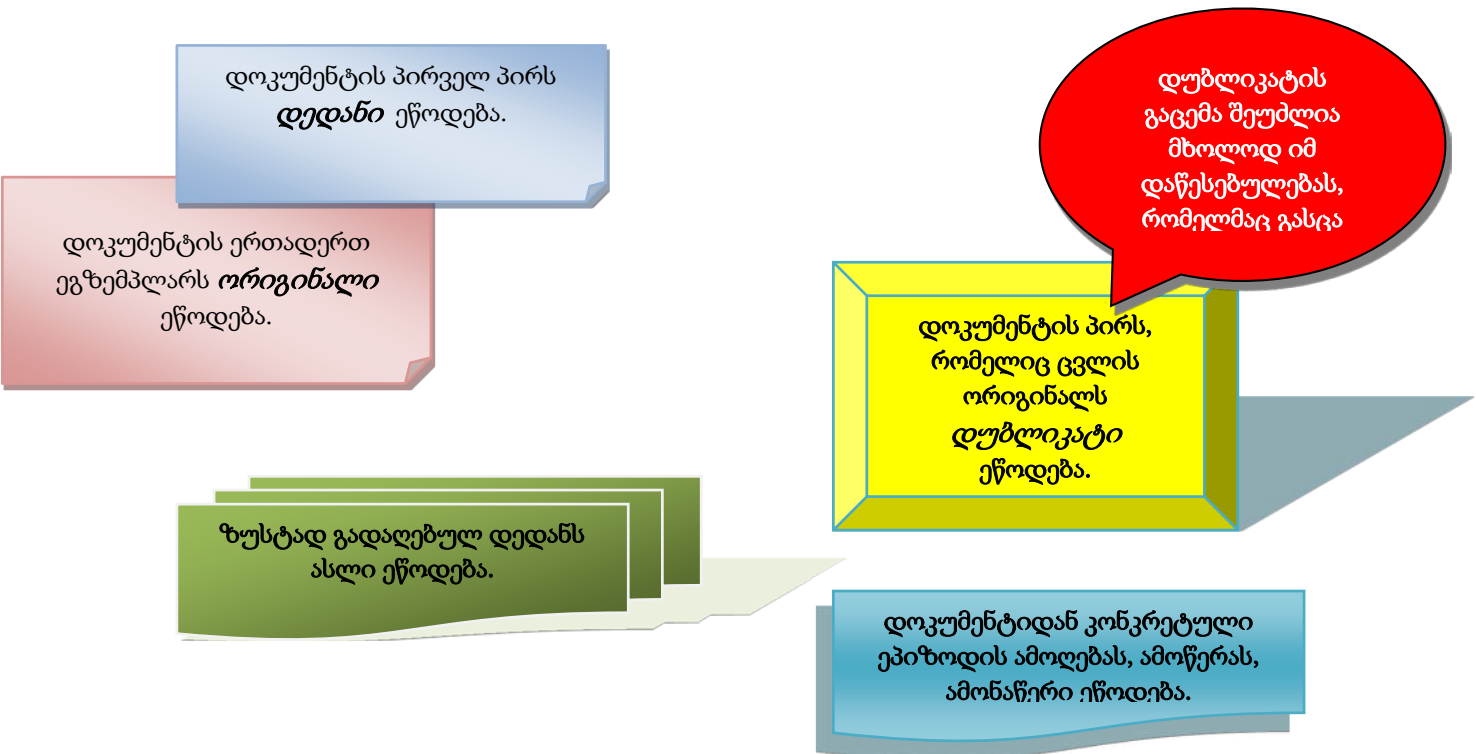 დოკუმენტის პირველ პირს
დედანი ეწოდება.
დოკუმენტის ერთადერთ
ეგზემპლარს ორიგინალი
ეწოდება.
დუბლიკატის
გაცემა შეუძლია
მხოლოდ იმ
დაწესებულებას,
რომელმაც გასცა
დოკუმენტის პირს,
რომელიც ცვლის
ორიგინალს
დუბლიკატი
ეწოდება.
ზუსტად გადაღებულ დედანს
ასლი ეწოდება.
დოკუმენტიდან კონკრეტული
ეპიზოდის ამოღებას, ამოწერას,
ამონაწერი ეწოდება.